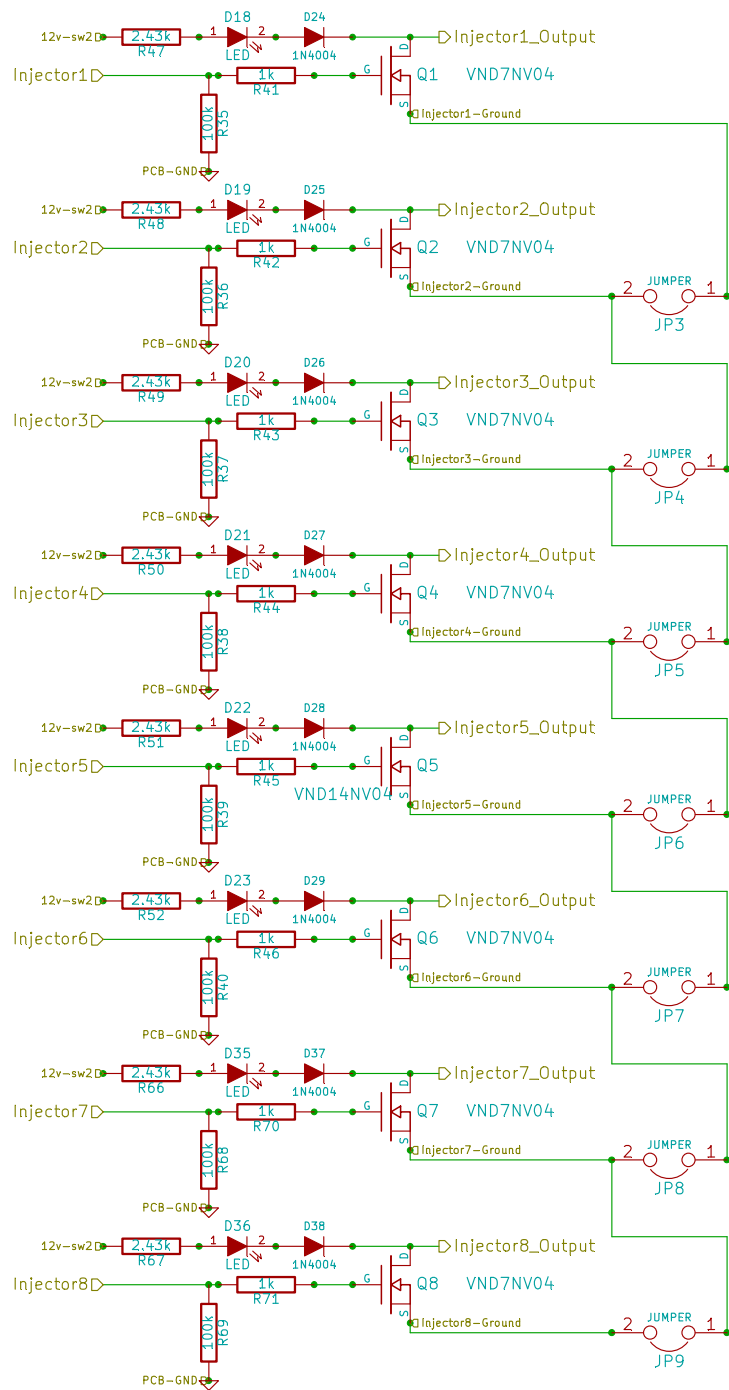 D18 D24
12v-sw2 2.43k 1 2 Injector1_Output
R47 LED 1N4004 D
Injector1 1k G Q1 VND7NV04
R41
100k R35 S Injector1-Ground
PCB-GND
D19 D25
12v-sw2 2.43k 1 2 Injector2_Output
R48 LED 1N4004 D
Injector2 1k G Q2 VND7NV04
R42
100k R36 S Injector2-Ground JUMPER
2 1
JP3
PCB-GND
D20 D26
12v-sw2 2.43k 1 2 Injector3_Output
R49 LED 1N4004 D
Injector3 1k G Q3 VND7NV04
R43
100k R37 S Injector3-Ground JUMPER
2 1
JP4
PCB-GND
D21 D27
12v-sw2 2.43k 1 2 Injector4_Output
R50 LED 1N4004 D
Injector4 1k G Q4 VND7NV04
R44
100k R38 S Injector4-Ground JUMPER
2 1
JP5
PCB-GND
D22 D28
12v-sw2 2.43k 1 2 Injector5_Output
R51 LED 1N4004 D
Injector5 1k G Q5
R45
VND14NV04
100k R39 S Injector5-Ground JUMPER
2 1
JP6
PCB-GND
D23 D29
12v-sw2 2.43k 1 2 Injector6_Output
R52 LED 1N4004 D
Injector6 1k G Q6 VND7NV04
R46
100k R40 S Injector6-Ground JUMPER
2 1
JP7
PCB-GND
D35 D37
12v-sw2 2.43k 1 2 Injector7_Output
R66 LED 1N4004 D
Injector7 1k G Q7 VND7NV04
R70
100k R68 S Injector7-Ground JUMPER
2 1
JP8
PCB-GND
D36 D38
12v-sw2 2.43k 1 2 Injector8_Output
R67 LED 1N4004 D
Injector8 1k G Q8 VND7NV04
R71
100k R69 S Injector8-Ground JUMPER
2 1
JP9
PCB-GND